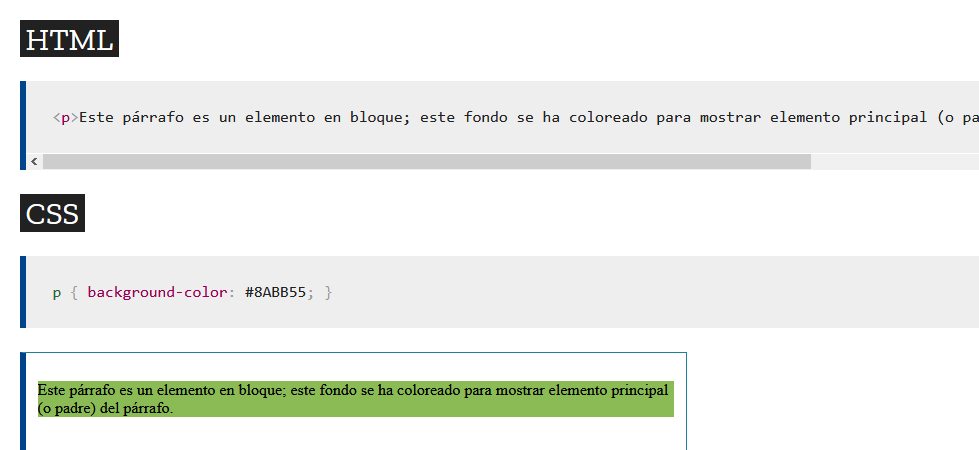 HTML
<p>Este párrafo es un elemento en bloque; este fondo se ha coloreado para mostrar elemento principal (o pa
CSS
p { background-color: #8ABB55; }
Este párrafo es un elemento en bloque; este fondo se ha coloreado para mostrar elemento principal
(o padre) del párrafo.